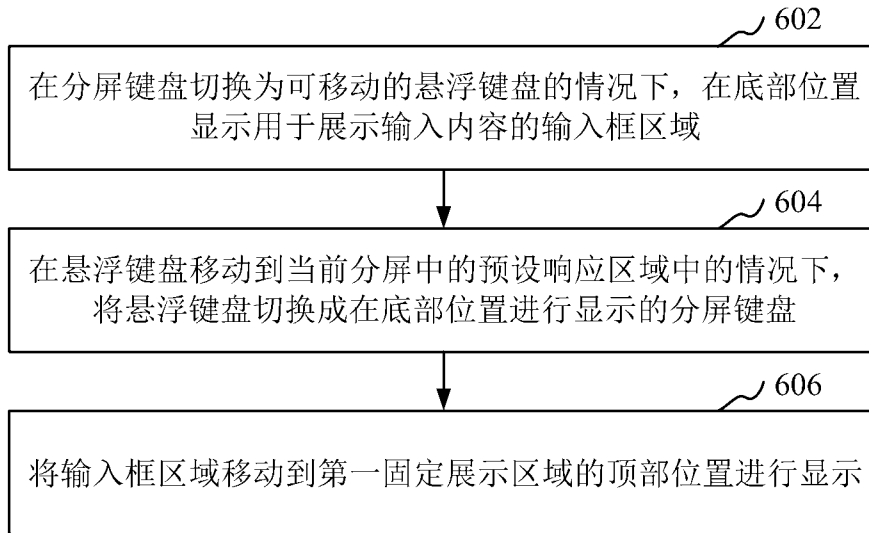 602
在分屏键盘切换为可移动的悬浮键盘的情况下，在底部位置
显示用于展示输入内容的输入框区域
604
在悬浮键盘移动到当前分屏中的预设响应区域中的情况下，
将悬浮键盘切换成在底部位置进行显示的分屏键盘
606
将输入框区域移动到第一固定展示区域的顶部位置进行显示